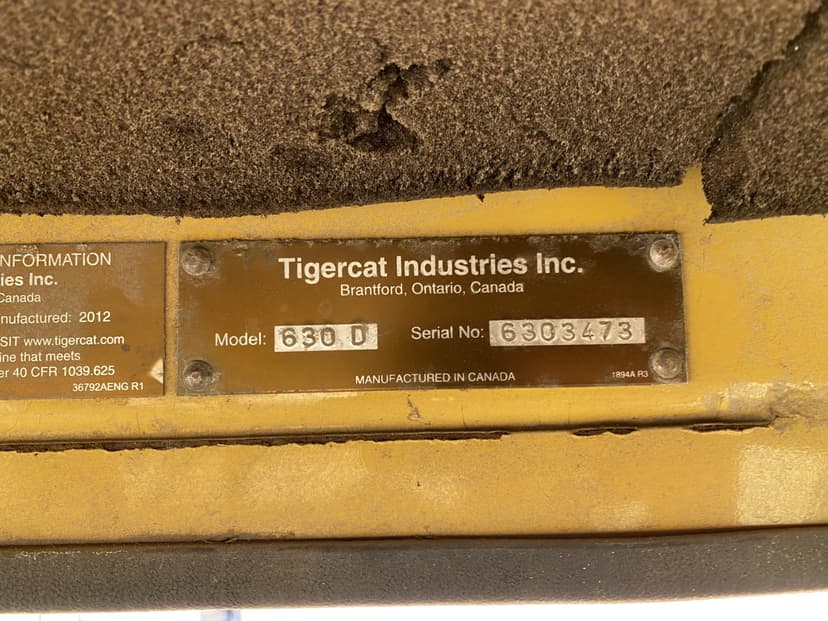 NFORMATION
ies Inc.
Canada
nufactured: 2012
SIT www.tigercat.com
ine that meets
er 40 CFR 1039.625
36792AENG R1
Tigercat Industries Inc.
Brantford, Ontario, Canada
Model: 630 D Serial No: 6303473
MANUFACTURED IN CANADA
1894A R3